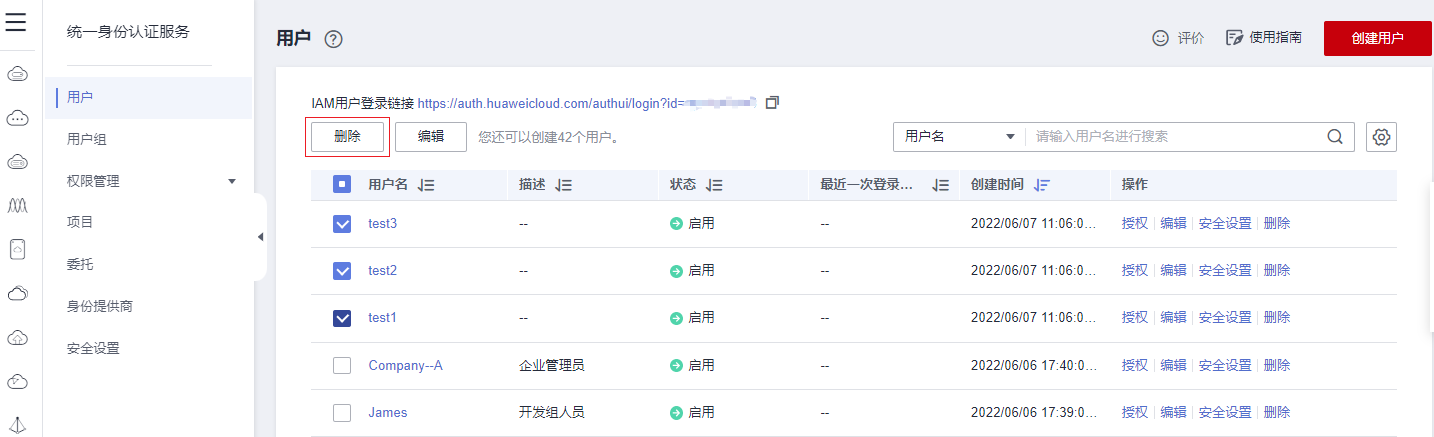 统一身份认证服务
用户
用户组
权限管理
项目
委托
身份提供商
安全设置
用户
评价 使用指南 创建用户
IAM用户登录链接 https://auth.huaweicloud.com/authui/login?id=
删除 编辑 您还可以创建42个用户。 用户名 请输入用户名进行搜索
用户名 描述 状态 最近一次登录... 创建时间 操作
test3 -- 启用 -- 2022/06/07 11:06:0... 授权 编辑 安全设置 删除
test2 -- 启用 -- 2022/06/07 11:06:0... 授权 编辑 安全设置 删除
test1 -- 启用 -- 2022/06/07 11:06:0... 授权 编辑 安全设置 删除
Company--A 企业管理员 启用 -- 2022/06/06 17:40:0... 授权 编辑 安全设置 删除
James 开发组人员 启用 -- 2022/06/06 17:39:0... 授权 编辑 安全设置 删除